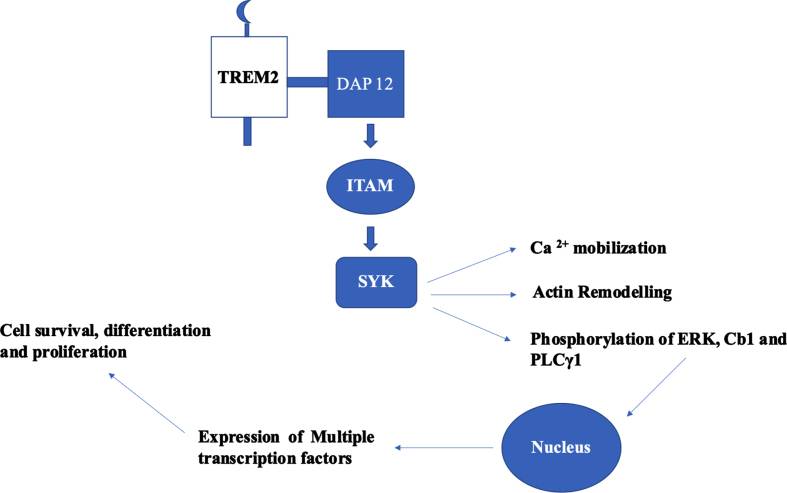 TREM2
DAP 12
ITAM
SYK
Ca 2+ mobilization
Actin Remodelling
Phosphorylation of ERK, Cb1 and
PLCγ1
Cell survival, differentiation
and proliferation
Expression of Multiple
transcription factors
Nucleus